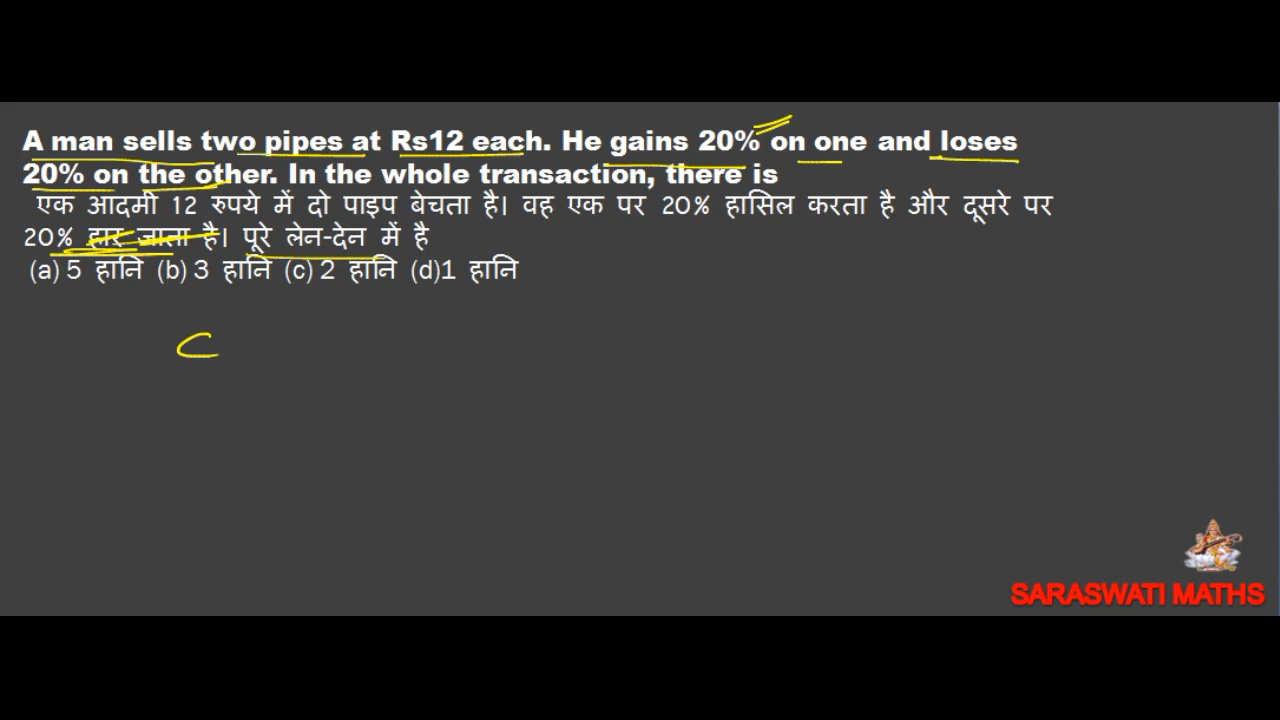 A man sells two pipes at Rs12 each. He gains 20% on one and loses
20% on the other. In the whole transaction, there is
एक आदमी 12 रुपये में दो पाइप बेचता है। वह एक पर 20% हासिल करता है और दूसरे पर
20% हार जाता है। पूरे लेन-देन में है
(a) 5 हानि (b) 3 हानि (c) 2 हानि (d)1 हानि
C
SARASWATI MATHS